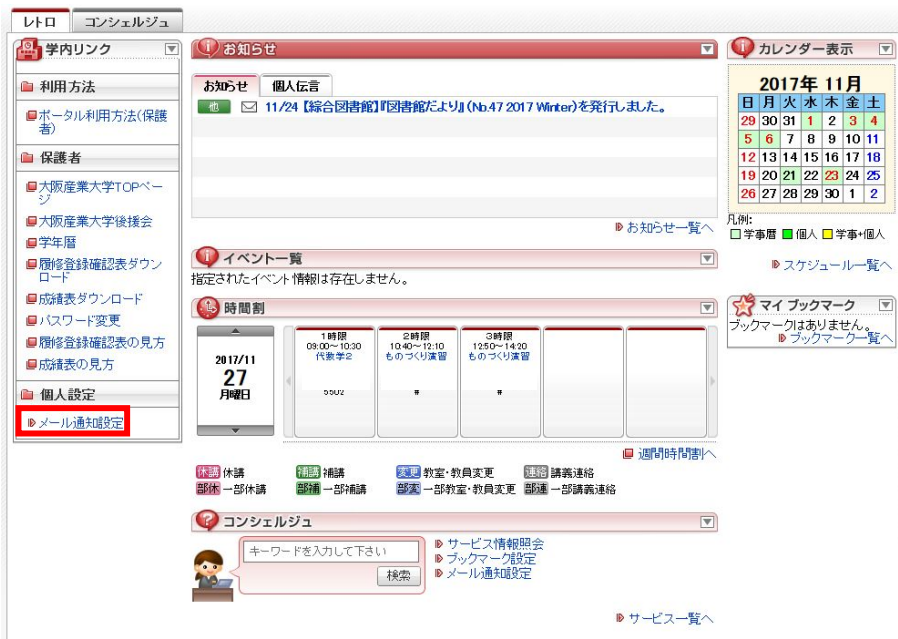 レトロ コンシェルジュ
学内リンク
利用方法
ポータル利用方法(保護
者)
保護者
大阪産業大学TOPペー
ジ
大阪産業大学後援会
学年暦
履修登録確認表ダウン
ロード
成績表ダウンロード
パスワード変更
履修登録確認表の見方
成績表の見方
個人設定
メール通知設定
お知らせ
お知らせ 個人伝言
他 11/24 【綜合図書館】『図書館だより』(No.47 2017 Winter)を発行しました。
お知らせ一覧へ
イベント一覧
指定されたイベント情報は存在しません。
時間割
2017/11
27
月曜日
1時限
09:00～10:30
代数学2
5502
2時限
10:40～12:10
ものづくり演習
#
3時限
12:50～14:20
ものづくり演習
#
週間時間割へ
休講 休講 補講 補講 変更 教室・教員変更 連絡 講義連絡
部休 一部休講 部補 一部補講 部変 一部教室・教員変更 部連 一部講義連絡
コンシェルジュ
キーワードを入力して下さい
検索
サービス情報照会
ブックマーク設定
メール通知設定
サービス一覧へ
カレンダー表示
2017年 11月
日 月 火 水 木 金 土
29 30 31 1 2 3 4
5 6 7 8 9 10 11
12 13 14 15 16 17 18
19 20 21 22 23 24 25
26 27 28 29 30 1 2
凡例:
学事暦 個人 学事+個人
スケジュール一覧へ
マイ ブックマーク
ブックマークはありません。
ブックマーク一覧へ